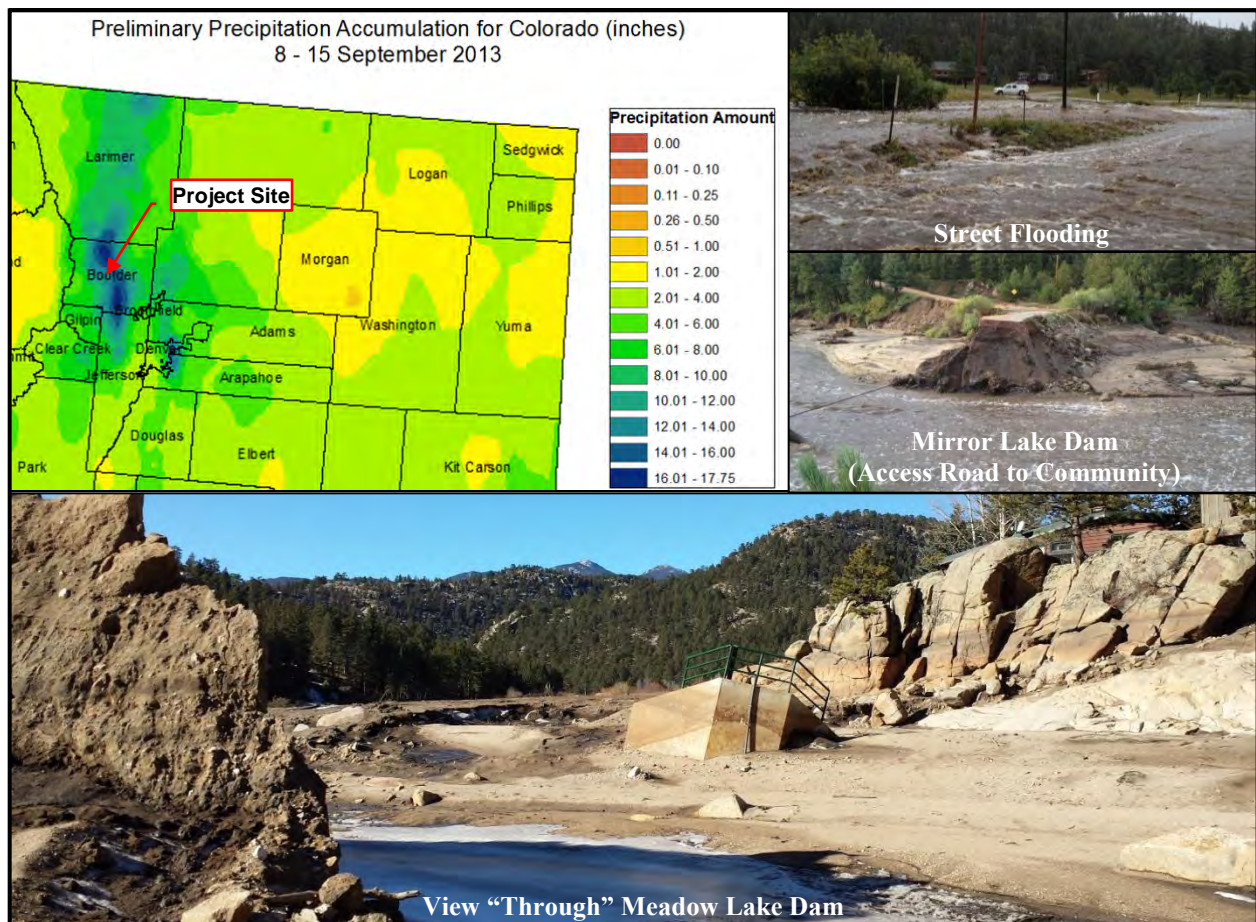 Preliminary Precipitation Accumulation for Colorado (inches)
8 - 15 September 2013
Precipitation Amount
0.00
0.01 - 0.10
0.11 - 0.25
0.26 - 0.50
0.51 - 1.00
1.01 - 2.00
2.01 - 4.00
4.01 - 6.00
6.01 - 8.00
8.01 - 10.00
10.01 - 12.00
12.01 - 14.00
14.01 - 16.00
16.01 - 17.75
Larimer
Logan
Sedgwick
Phillips
Project Site
Morgan
Boulder
Broomfield
Gilpin
Adams
Washington
Yuma
Clear Creek
Denver
Jefferson
Arapahoe
Douglas
Elbert
Park
Kit Carson
Street Flooding
Mirror Lake Dam
(Access Road to Community)
View “Through” Meadow Lake Dam